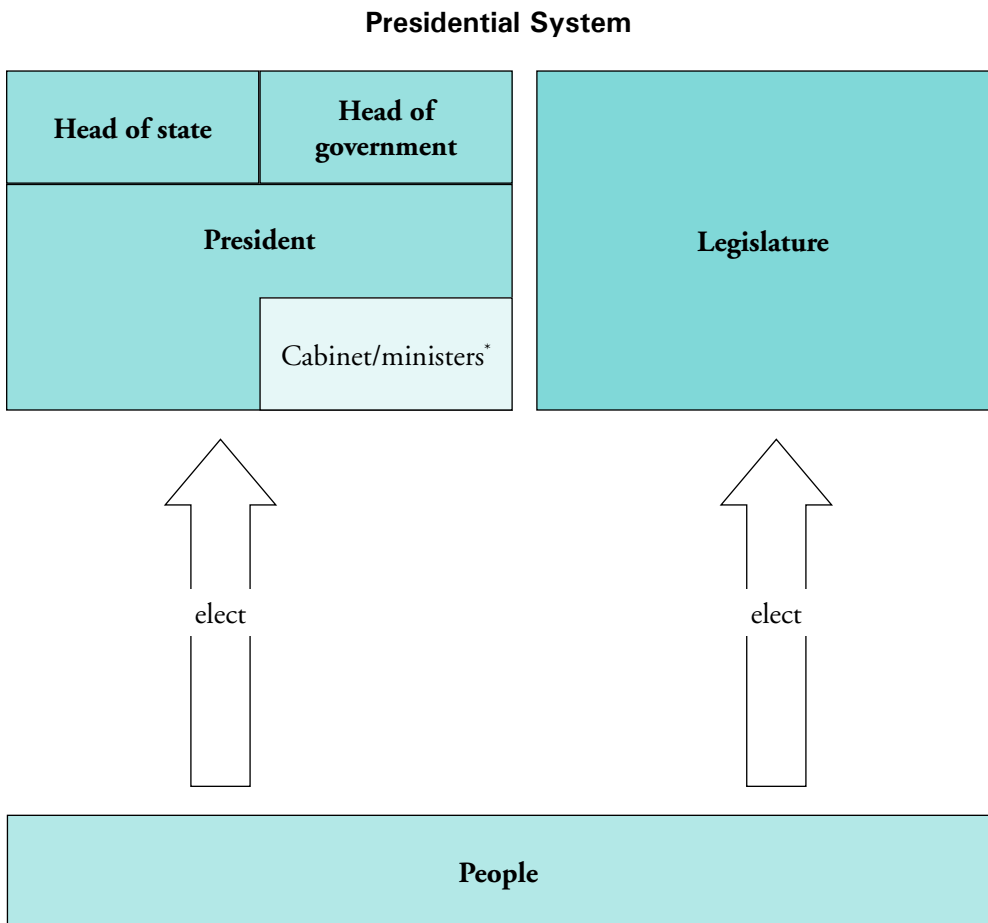 Presidential System
Head of state
Head of
government
President
Cabinet/ministers*
Legislature
elect
elect
People